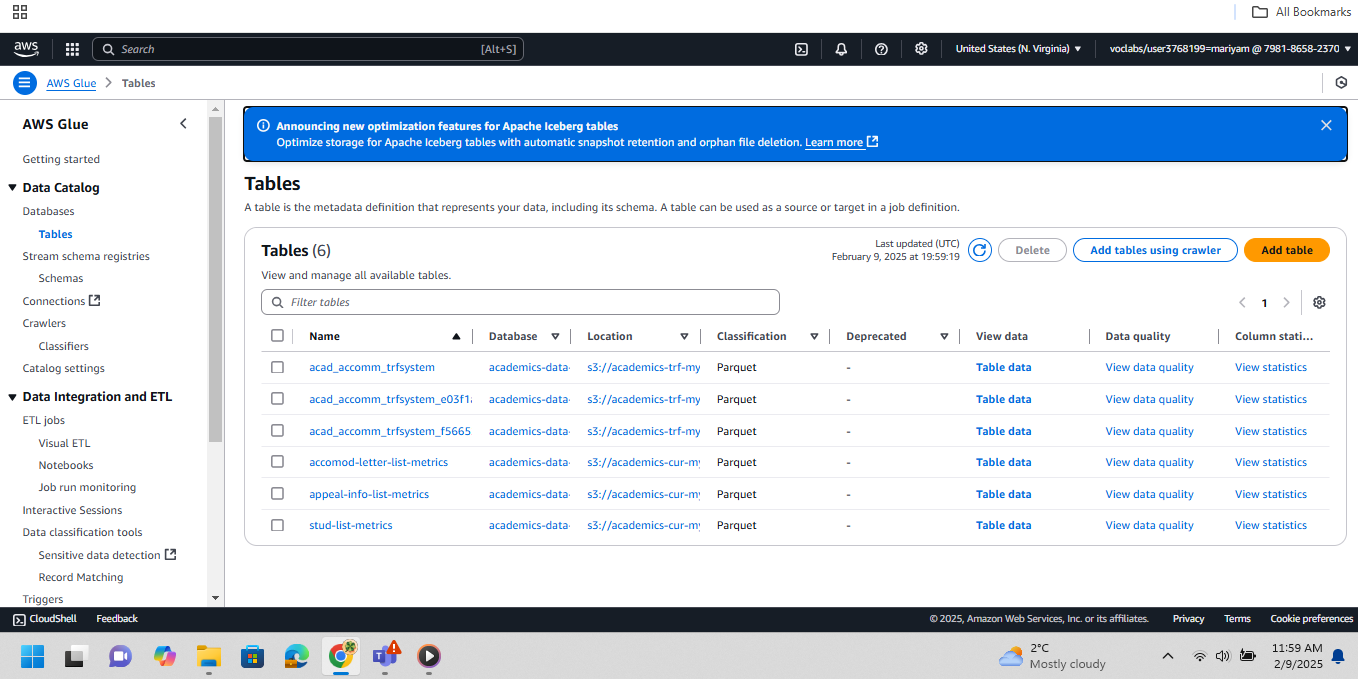 All Bookmarks
aws
Search [Alt+S]
United States (N. Virginia)
voclabs/user3768199=mariyam @ 7981-8658-2370
AWS Glue > Tables
AWS Glue
Getting started
Data Catalog
Databases
Tables
Stream schema registries
Schemas
Connections
Crawlers
Classifiers
Catalog settings
Data Integration and ETL
ETL jobs
Visual ETL
Notebooks
Job run monitoring
Interactive Sessions
Data classification tools
Sensitive data detection
Record Matching
Triggers
Announcing new optimization features for Apache Iceberg tables
Optimize storage for Apache Iceberg tables with automatic snapshot retention and orphan file deletion. Learn more
Tables
A table is the metadata definition that represents your data, including its schema. A table can be used as a source or target in a job definition.
Tables (6)
Last updated (UTC)
February 9, 2025 at 19:59:19
Delete
Add tables using crawler
Add table
View and manage all available tables.
Filter tables
1
Name Database Location Classification Deprecated View data Data quality Column stati...
acad_accomm_trfsystem academics-data- s3://academics-trf-my Parquet - Table data View data quality View statistics
acad_accomm_trfsystem_e03f1 academics-data- s3://academics-trf-my Parquet - Table data View data quality View statistics
acad_accomm_trfsystem_f5665 academics-data- s3://academics-trf-my Parquet - Table data View data quality View statistics
accomod-letter-list-metrics academics-data- s3://academics-cur-my Parquet - Table data View data quality View statistics
appeal-info-list-metrics academics-data- s3://academics-cur-my Parquet - Table data View data quality View statistics
stud-list-metrics academics-data- s3://academics-cur-my Parquet - Table data View data quality View statistics
CloudShell Feedback
© 2025, Amazon Web Services, Inc. or its affiliates. Privacy Terms Cookie preferences
2°C
Mostly cloudy
11:59 AM
2/9/2025